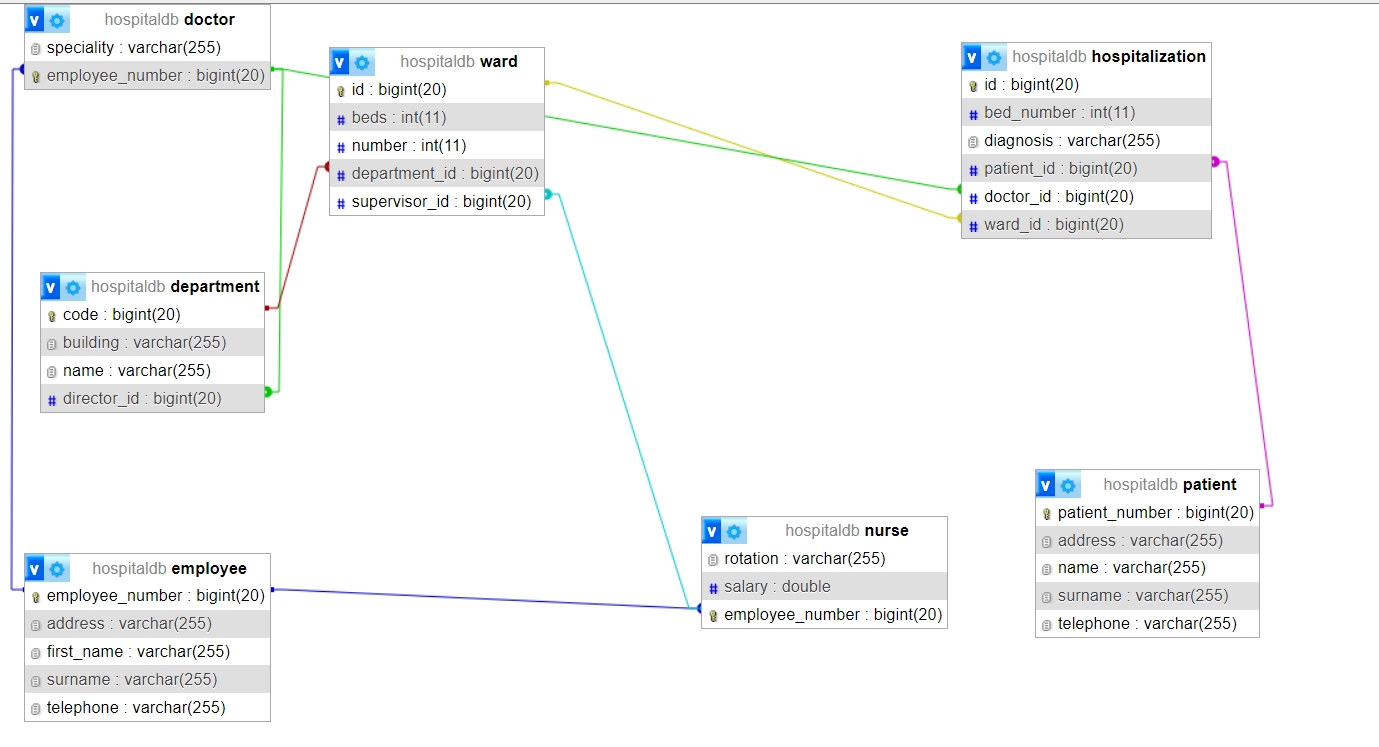 v hospitaldb doctor
speciality : varchar(255)
employee_number : bigint(20)
v hospitaldb ward
id : bigint(20)
# beds : int(11)
# number : int(11)
# department_id : bigint(20)
# supervisor_id : bigint(20)
v hospitaldb hospitalization
id : bigint(20)
# bed_number : int(11)
diagnosis : varchar(255)
# patient_id : bigint(20)
# doctor_id : bigint(20)
# ward_id : bigint(20)
v hospitaldb department
code : bigint(20)
building : varchar(255)
name : varchar(255)
# director_id : bigint(20)
v hospitaldb employee
employee_number : bigint(20)
address : varchar(255)
first_name : varchar(255)
surname : varchar(255)
telephone : varchar(255)
v hospitaldb nurse
rotation : varchar(255)
# salary : double
employee_number : bigint(20)
v hospitaldb patient
patient_number : bigint(20)
address : varchar(255)
name : varchar(255)
surname : varchar(255)
telephone : varchar(255)